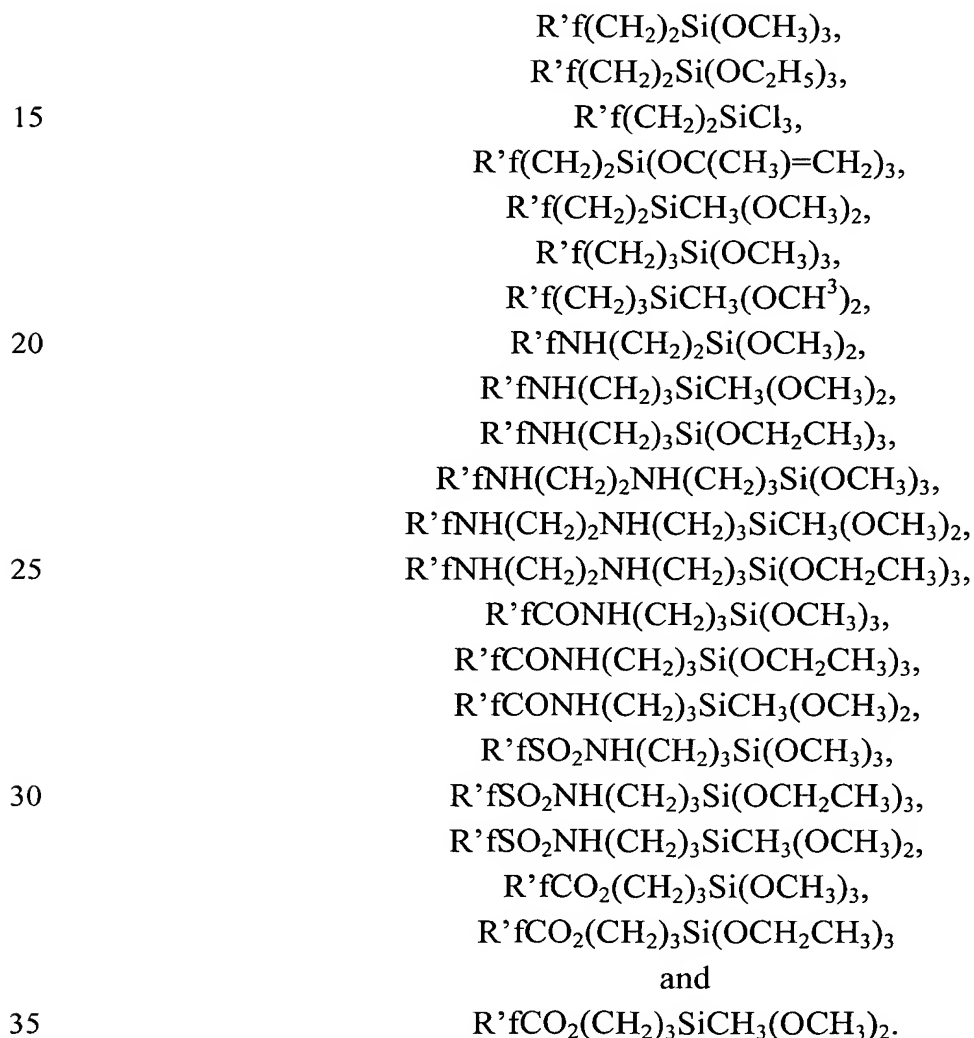 R’f(CH₂)₂Si(OCH₃)₃,
R’f(CH₂)₂Si(OC₂H₅)₃,
15 R’f(CH₂)₂SiCl₃,
R’f(CH₂)₂Si(OC(CH₃)=CH₂)₃,
R’f(CH₂)₂SiCH₃(OCH₃)₂,
R’f(CH₂)₃Si(OCH₃)₃,
R’f(CH₂)₃SiCH₃(OCH³)₂,
20 R’fNH(CH₂)₂Si(OCH₃)₂,
R’fNH(CH₂)₃SiCH₃(OCH₃)₂,
R’fNH(CH₂)₃Si(OCH₂CH₃)₃,
R’fNH(CH₂)₂NH(CH₂)₃Si(OCH₃)₃,
R’fNH(CH₂)₂NH(CH₂)₃SiCH₃(OCH₃)₂,
25 R’fNH(CH₂)₂NH(CH₂)₃Si(OCH₂CH₃)₃,
R’fCONH(CH₂)₃Si(OCH₃)₃,
R’fCONH(CH₂)₃Si(OCH₂CH₃)₃,
R’fCONH(CH₂)₃SiCH₃(OCH₃)₂,
R’fSO₂NH(CH₂)₃Si(OCH₃)₃,
30 R’fSO₂NH(CH₂)₃Si(OCH₂CH₃)₃,
R’fSO₂NH(CH₂)₃SiCH₃(OCH₃)₂,
R’fCO₂(CH₂)₃Si(OCH₃)₃,
R’fCO₂(CH₂)₃Si(OCH₂CH₃)₃
and
35 R’fCO₂(CH₂)₃SiCH₃(OCH₃)₂.